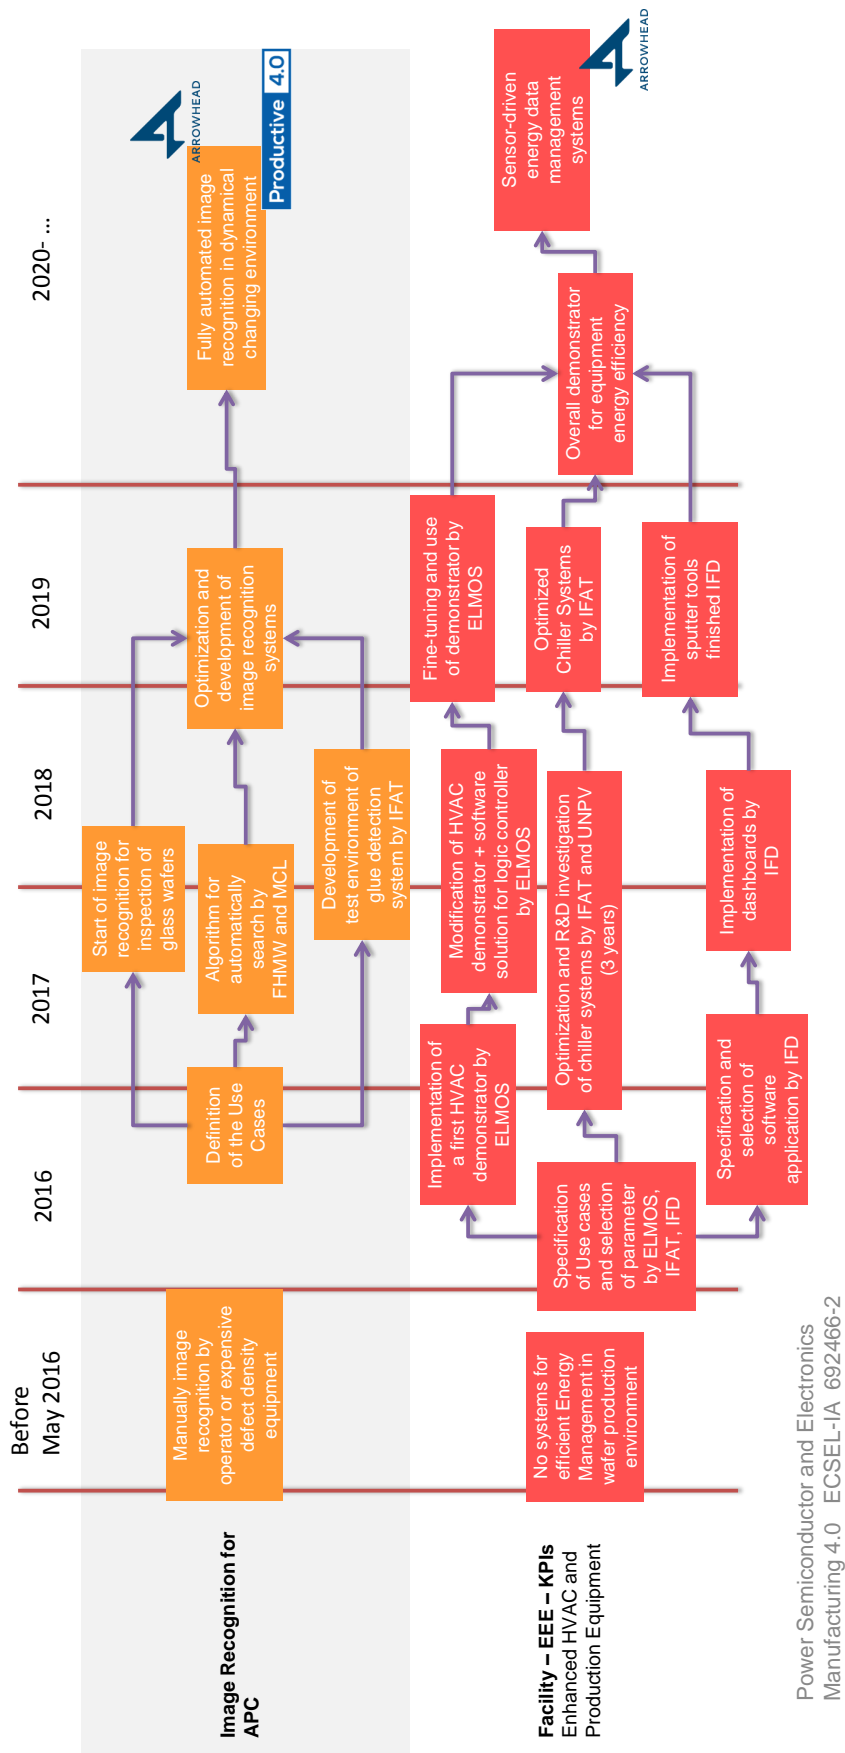 Before
May 2016
2016
2017
2018
2019
2020- ...
Image Recognition for
APC
Manually image
recognition by
operator or expensive
defect density
equipment
Definition
of the Use
Cases
Start of image
recognition for
inspection of
glass wafers
Algorithm for
automatically
search by
FHMW and MCL
Development of
test environment of
glue detection
system by IFAT
Optimization and
development of
image recognition
systems
Fully automated image
recognition in dynamical
changing environment
ARROWHEAD
Productive 4.0
Facility – EEE – KPIs
Enhanced HVAC and
Production Equipment
No systems for
efficient Energy
Management in
wafer production
environment
Specification
of Use cases
and selection
of parameter
by ELMOS,
IFAT, IFD
Implementation of
a first HVAC
demonstrator by
ELMOS
Modification of HVAC
demonstrator + software
solution for logic controller
by ELMOS
Fine-tuning and use
of demonstrator by
ELMOS
Optimization and R&D investigation
of chiller systems by IFAT and UNPV
(3 years)
Optimized
Chiller Systems
by IFAT
Specification and
selection of
software
application by IFD
Implementation of
dashboards by
IFD
Implementation of
sputter tools
finished IFD
Overall demonstrator
for equipment
energy efficiency
Sensor-driven
energy data
management
systems
ARROWHEAD
Power Semiconductor and Electronics
Manufacturing 4.0 ECSEL-IA 692466-2